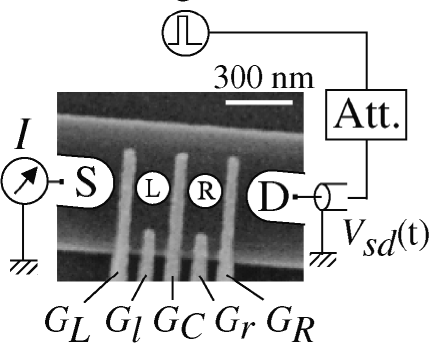 300 nm
Att.
I
S L R D
V_sd(t)
G_L G_l G_C G_r G_R